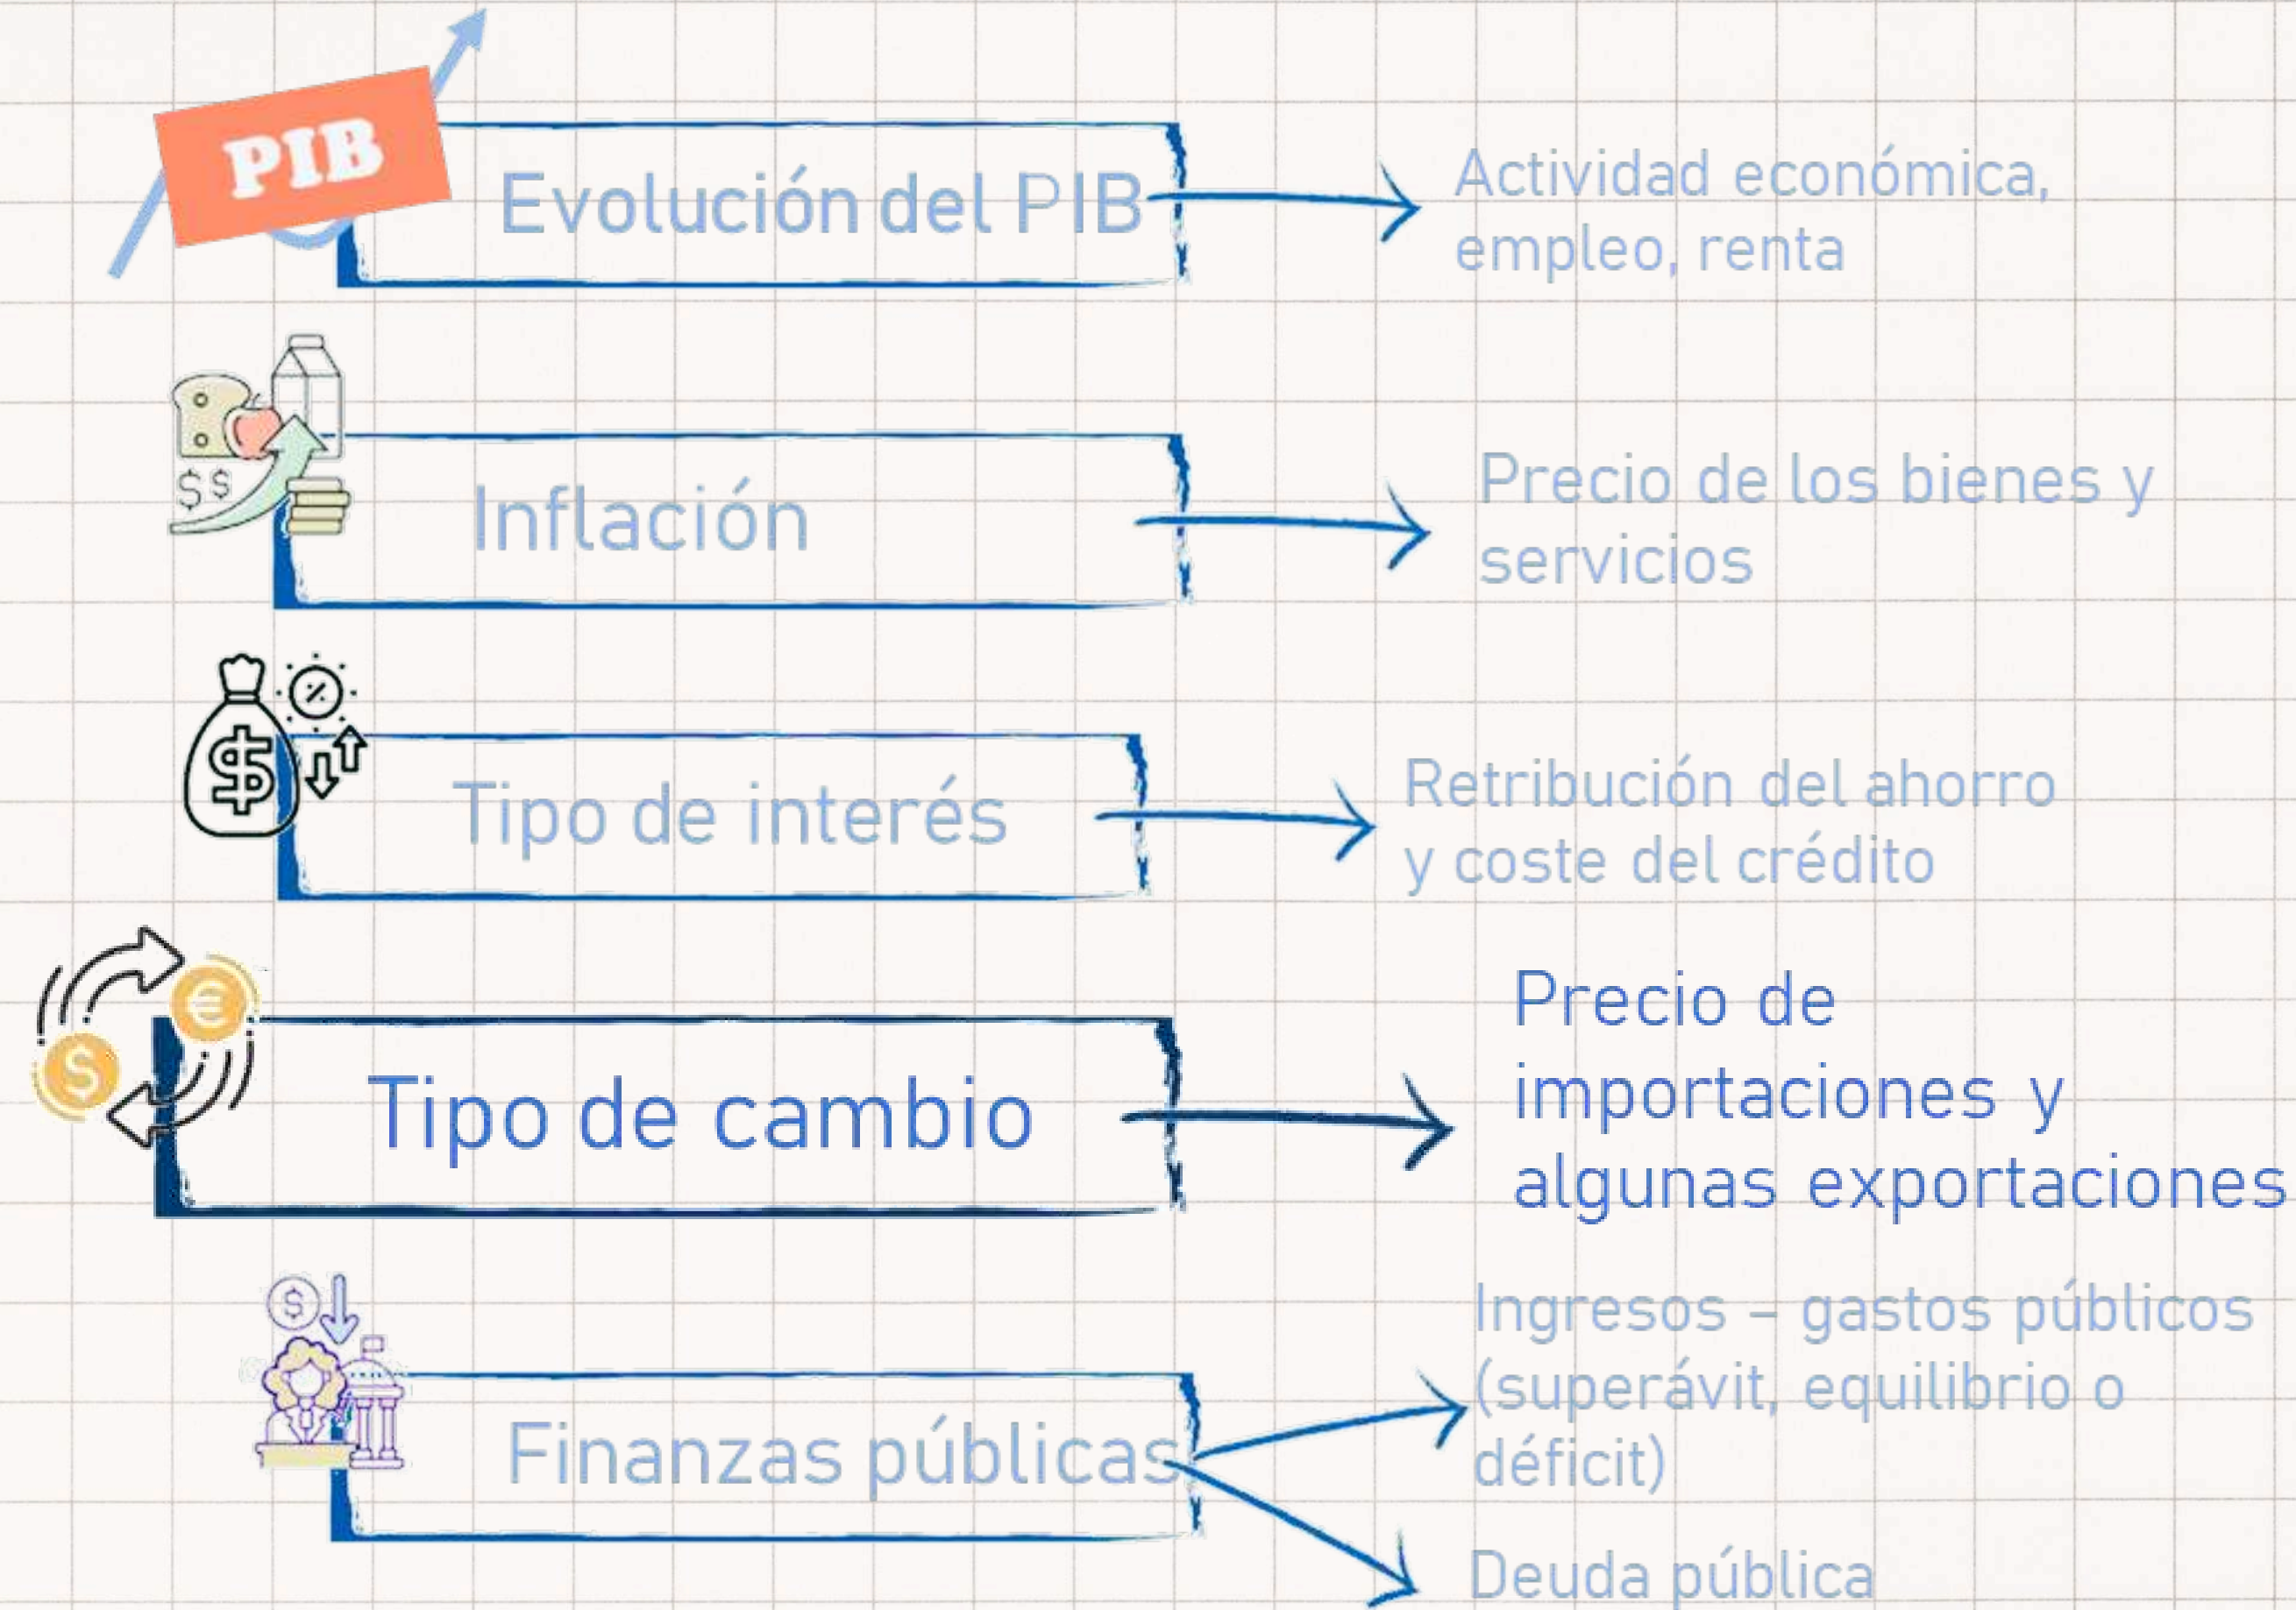 PIB
Evolución del PIB
Actividad económica,
empleo, renta
$$
Inflación
Precio de los bienes y
servicios
%
$
Tipo de interés
Retribución del ahorro
y coste del crédito
€
$
Tipo de cambio
Precio de
importaciones y
algunas exportaciones
$
Finanzas públicas
Ingresos – gastos públicos
(superávit, equilibrio o
déficit)
Deuda pública